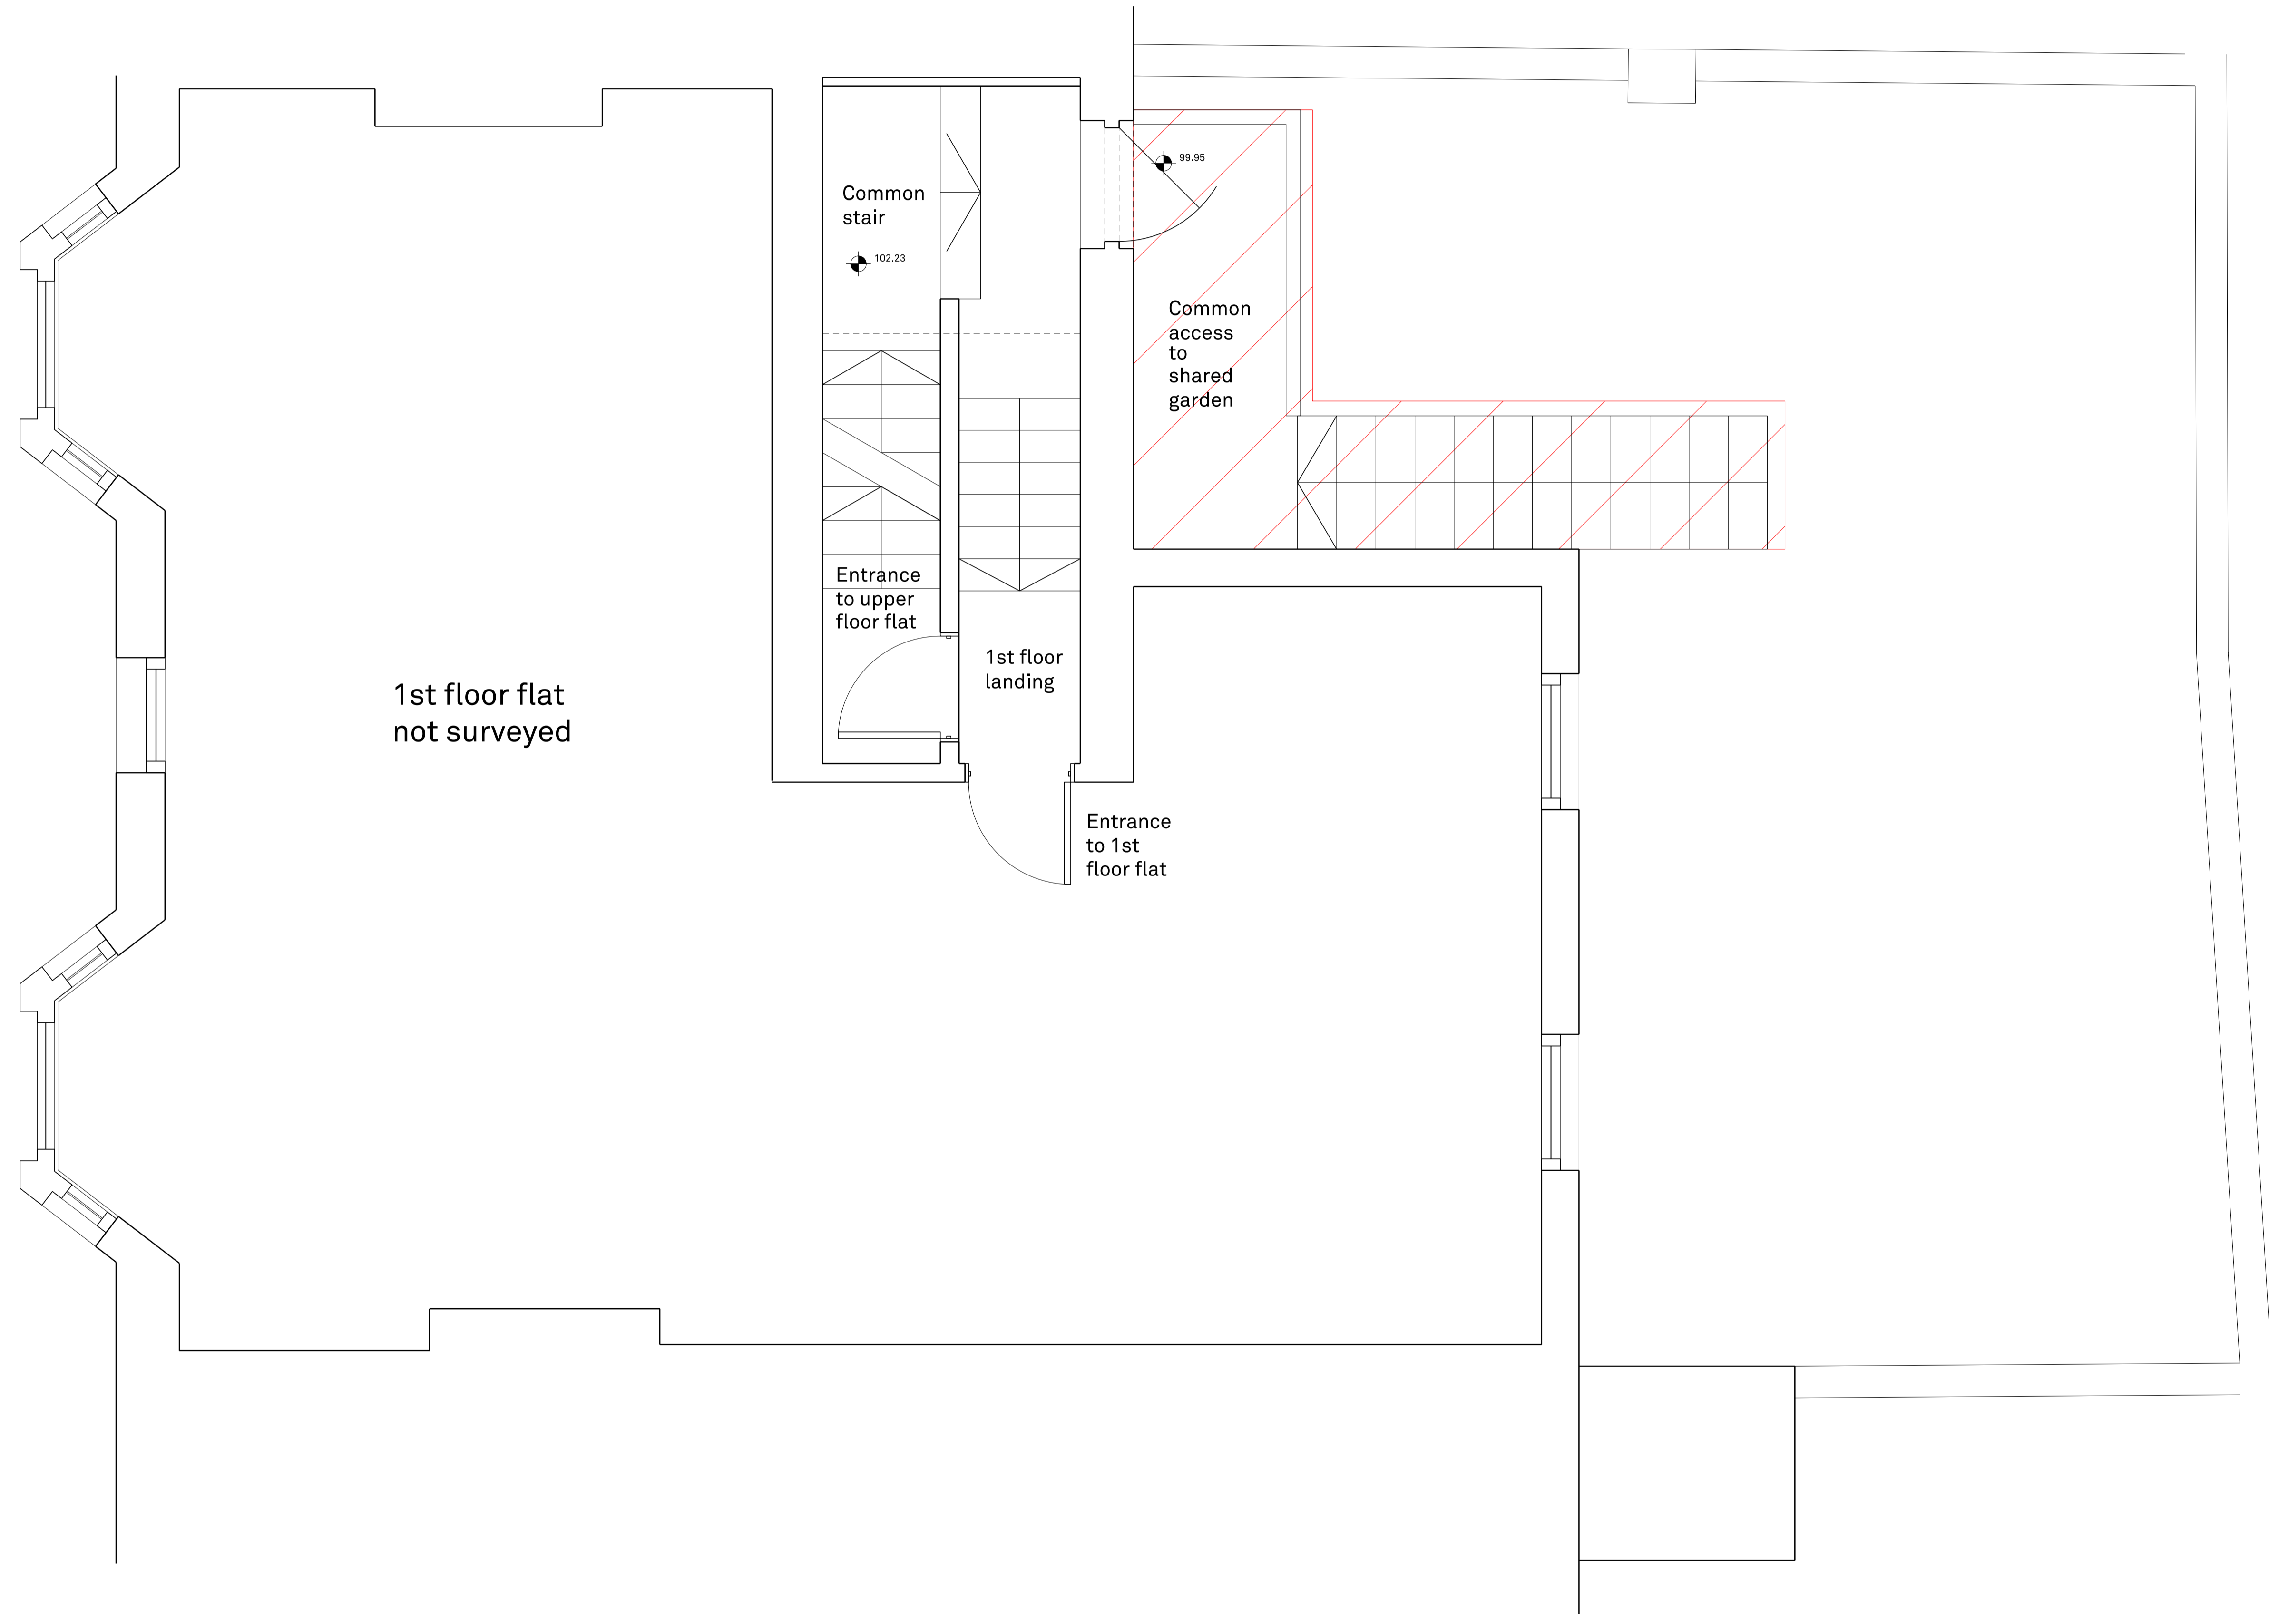 Common
stair
102.23
99.95
Common
access
to
shared
garden
Entrance
to upper
floor flat
1st floor
landing
1st floor flat
not surveyed
Entrance
to 1st
floor flat